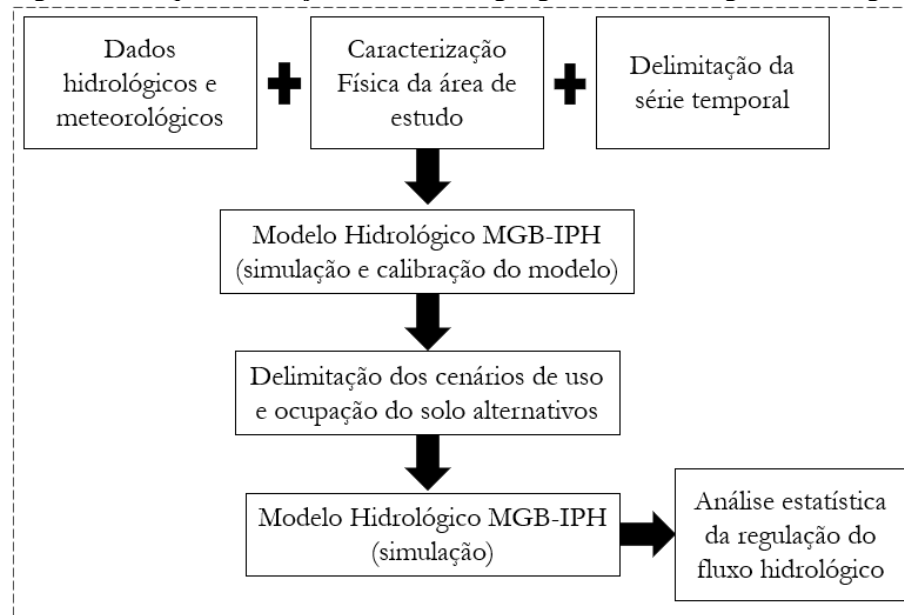 Dados
hidrológicos e
meteorológicos
Caracterização
Física da área de
estudo
Delimitação da
série temporal
Modelo Hidrológico MGB-IPH
(simulação e calibração do modelo)
Delimitação dos cenários de uso
e ocupação do solo alternativos
Modelo Hidrológico MGB-IPH
(simulação)
Análise estatística
da regulação do
fluxo hidrológico